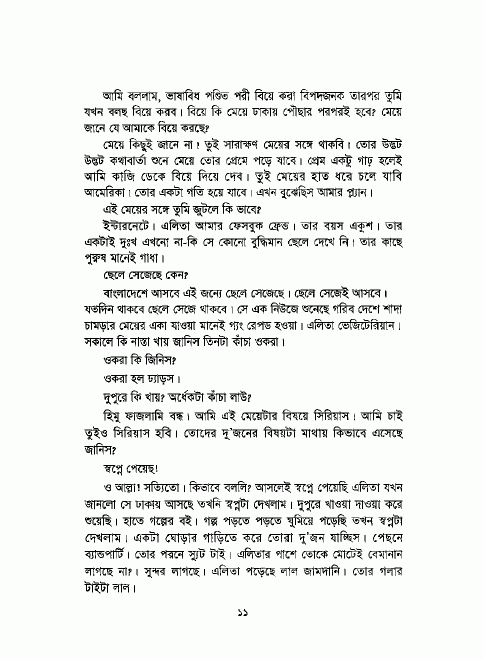 আমি বললাম, ভাষাবিধ পণ্ডিত পরী বিয়ে করা বিপদজনক তারপর তুমি
যখন বলছ বিয়ে করব। বিয়ে কি মেয়ে ঢাকায় পৌঁছার পরপরই হবে? মেয়ে
জানে যে আমাকে বিয়ে করছে?
মেয়ে কিছুই জানে না। তুই সারাক্ষণ মেয়ের সঙ্গে থাকবি। তোর উদ্ভট
উদ্ভট কথাবার্তা শুনে মেয়ে তোর প্রেমে পড়ে যাবে। প্রেম একটু গাঢ় হলেই
আমি কাজি ডেকে বিয়ে দিয়ে দেব। তুই মেয়ের হাত ধরে চলে যাবি
আমেরিকা। তোর একটা গতি হয়ে যাবে। এখন বুঝেছিস আমার প্ল্যান।
এই মেয়ের সঙ্গে তুমি জুটলে কি ভাবে?
ইন্টারনেটে। এলিতা আমার ফেসবুক ফ্রেন্ড। তার বয়স একুশ। তার
একটাই দুঃখ এখনো না-কি সে কোনো বুদ্ধিমান ছেলে দেখে নি। তার কাছে
পুরুষ মানেই গাধা।
ছেলে সেজেছে কেন?
বাংলাদেশে আসবে এই জন্যে ছেলে সেজেছে। ছেলে সেজেই আসবে।
যতদিন থাকবে ছেলে সেজে থাকবে। সে এক নিউজে শুনেছে গরিব দেশে শাদা
চামড়ার মেয়ের একা যাওয়া মানেই গ্যাং রেপড হওয়া। এলিতা ভেজিটেরিয়ান।
সকালে কি নাস্তা খায় জানিস তিনটা কাঁচা ওকরা।
ওকরা কি জিনিস?
ওকরা হল ঢ্যাড়স।
দুপুরে কি খায়? অর্ধেকটা কাঁচা লাউ?
হিমু ফাজলামি বন্ধ। আমি এই মেয়েটার বিষয়ে সিরিয়াস। আমি চাই
তুইও সিরিয়াস হবি। তোদের দু'জনের বিষয়টা মাথায় কিভাবে এসেছে
জানিস?
স্বপ্নে পেয়েছ!
ও আল্লা! সত্যিতো। কিভাবে বললি? আসলেই স্বপ্নে পেয়েছি এলিতা যখন
জানলো সে ঢাকায় আসছে তখনি স্বপ্নটা দেখলাম। দুপুরে খাওয়া দাওয়া করে
শুয়েছি। হাতে গল্পের বই। গল্প পড়তে পড়তে ঘুমিয়ে পড়েছি তখন স্বপ্নটা
দেখলাম। একটা ঘোড়ার গাড়িতে করে তোরা দু'জন যাচ্ছিস। পেছনে
ব্যান্ডপার্টি। তোর পরনে স্যুট টাই। এলিতার পাশে তোকে মোটেই বেমানান
লাগছে না?। সুন্দর লাগছে। এলিতা পড়েছে লাল জামদানি। তোর গলার
টাইটা লাল।
১১